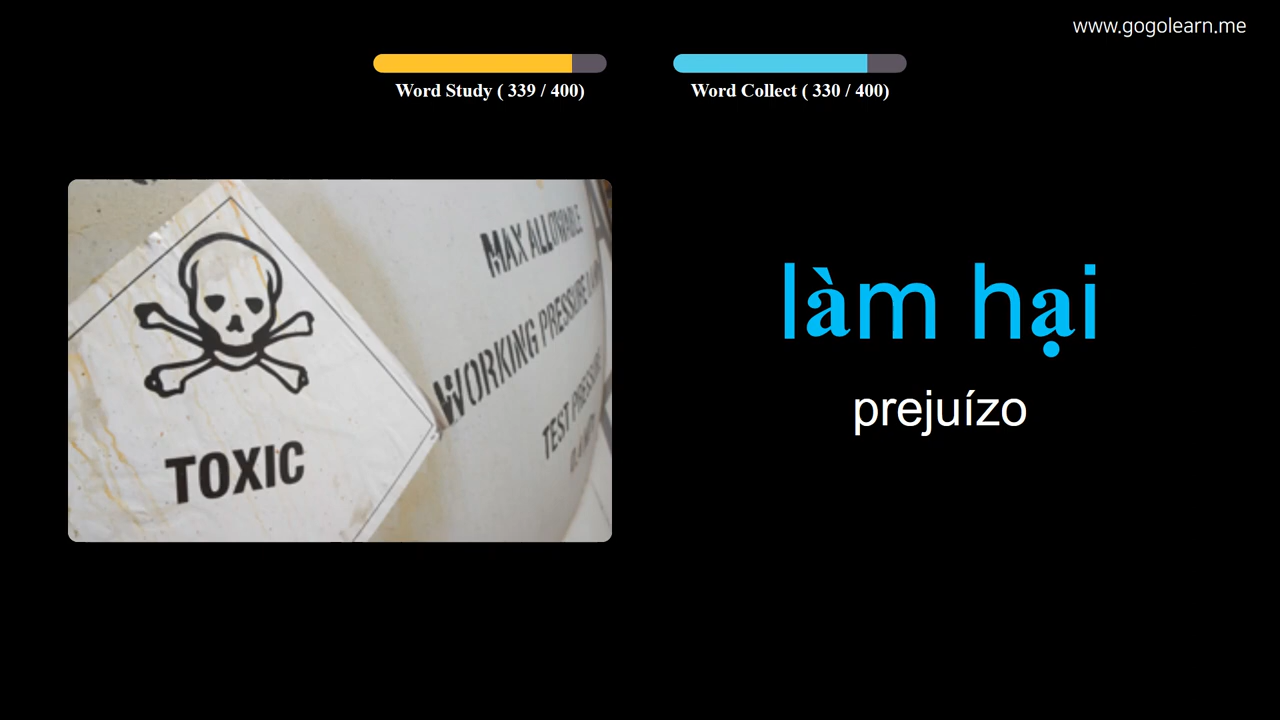 www.gogolearn.me
Word Study ( 339 / 400)
Word Collect ( 330 / 400)
MAX ALLOWABLE
WORKING PRESSURE
TEST PRESSURE
TOXIC
làm hại
prejuízo